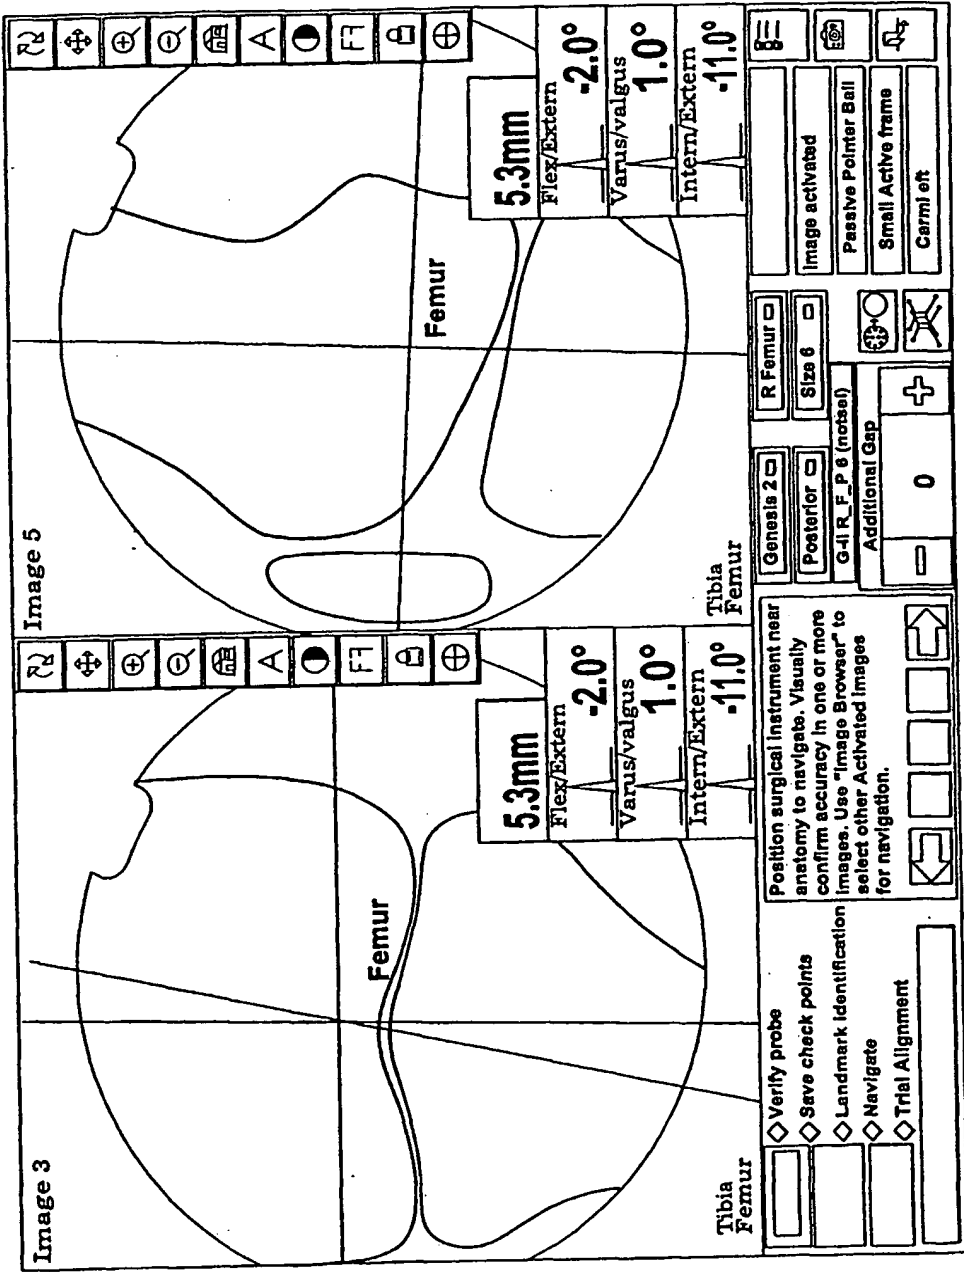 Image 3
A
Femur
5.3mm
Flex/Extern
-2.0°
Varus/valgus
1.0°
Intern/Extern
-11.0°
Tibia
Femur
Image 5
A
Femur
5.3mm
Flex/Extern
-2.0°
Varus/valgus
1.0°
Intern/Extern
-11.0°
Tibia
Femur
Verify probe
Save check points
Landmark identification
Navigate
Trial Alignment
Position surgical instrument near
anatomy to navigate. Visually
confirm accuracy in one or more
images. Use "Image Browser" to
select other Activated images
for navigation.
Genesis 2
R Femur
Posterior
Size 6
G-II R_F_P 6 (notsel)
Additional Gap
0
Image activated
Passive Pointer Ball
Small Active frame